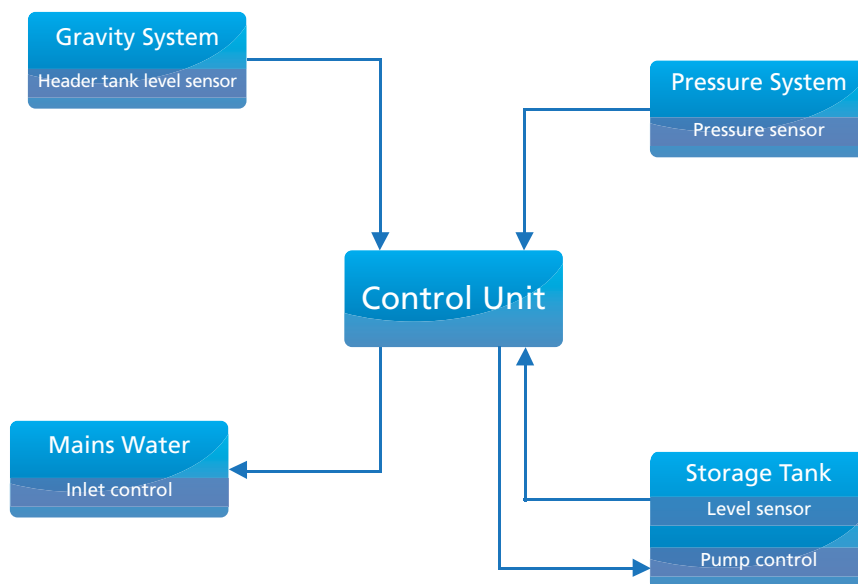 Gravity System
Header tank level sensor
Pressure System
Pressure sensor
Control Unit
Mains Water
Inlet control
Storage Tank
Level sensor
Pump control